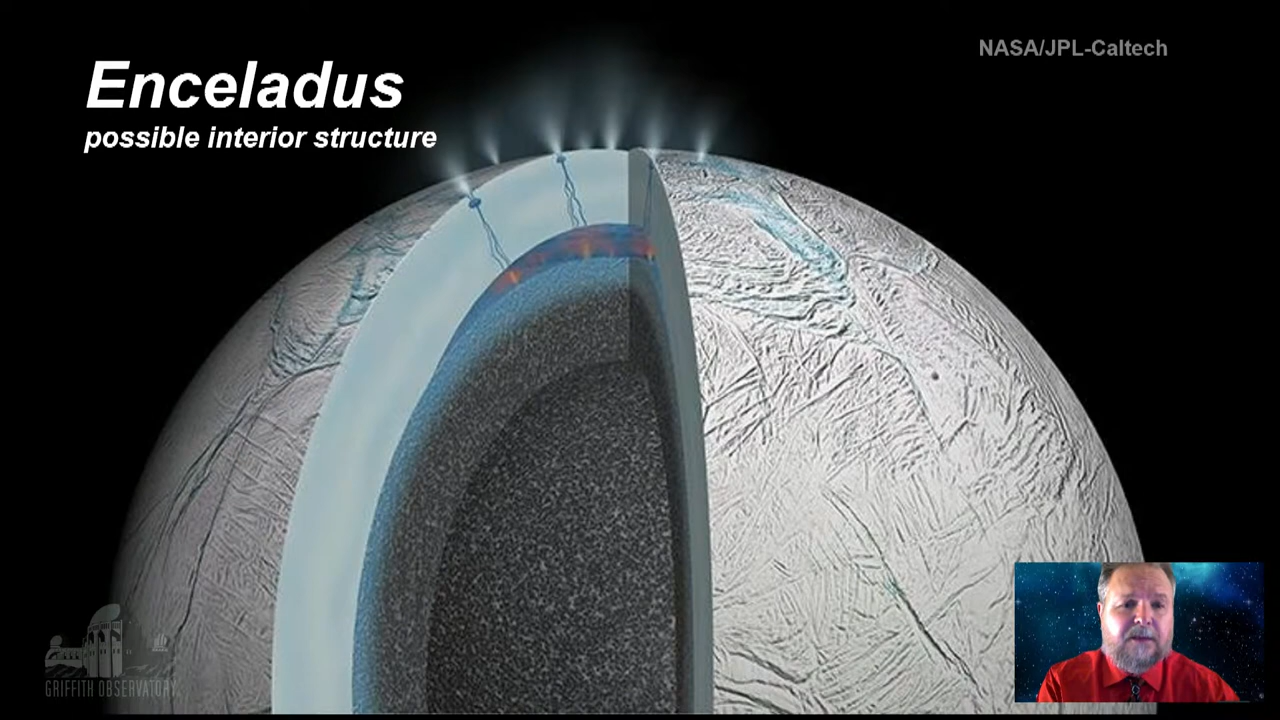 NASA/JPL-Caltech
Enceladus
possible interior structure
GRIFFITH OBSERVATORY